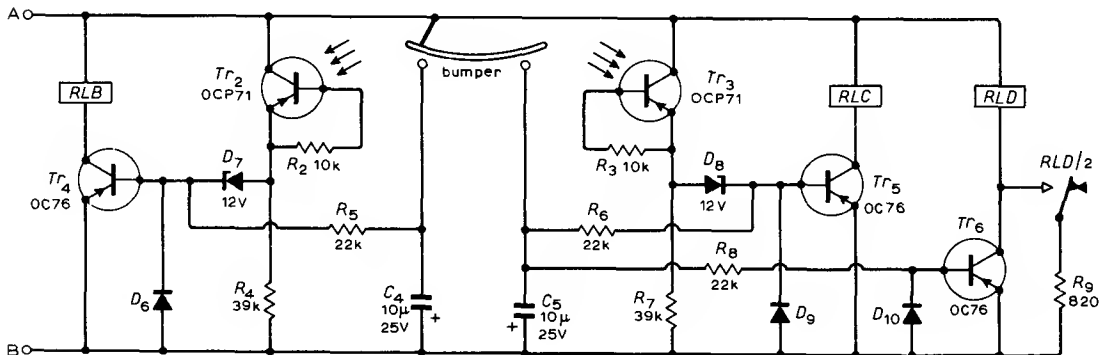 A
RLB
Tr2
OCP71
R2 10k
D7
12V
Tr4
OC76
D6
R4
39k
R5
22k
C4
10μ
25V
+
bumper
C5
10μ
25V
+
Tr3
OCP71
R3 10k
D8
12V
R6
22k
R8
22k
R7
39k
D9
RLC
Tr5
OC76
D10
RLD
RLD/2
Tr6
OC76
R9
820
B